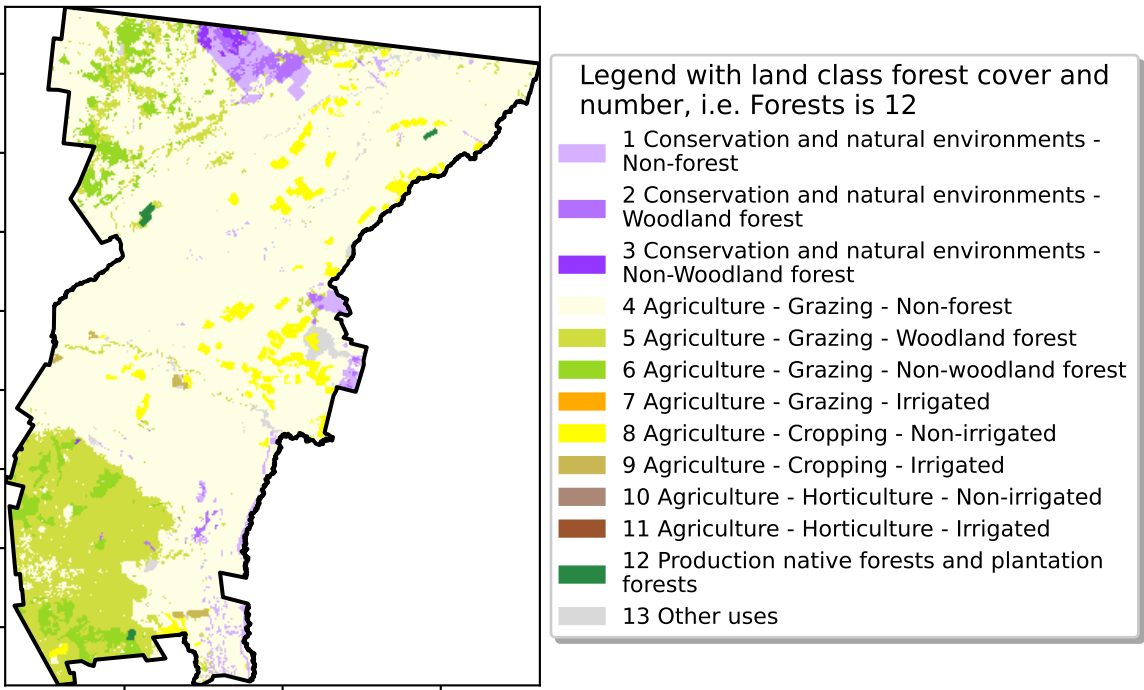 Legend with land class forest cover and
number, i.e. Forests is 12
1 Conservation and natural environments -
Non-forest
2 Conservation and natural environments -
Woodland forest
3 Conservation and natural environments -
Non-Woodland forest
4 Agriculture - Grazing - Non-forest
5 Agriculture - Grazing - Woodland forest
6 Agriculture - Grazing - Non-woodland forest
7 Agriculture - Grazing - Irrigated
8 Agriculture - Cropping - Non-irrigated
9 Agriculture - Cropping - Irrigated
10 Agriculture - Horticulture - Non-irrigated
11 Agriculture - Horticulture - Irrigated
12 Production native forests and plantation
forests
13 Other uses